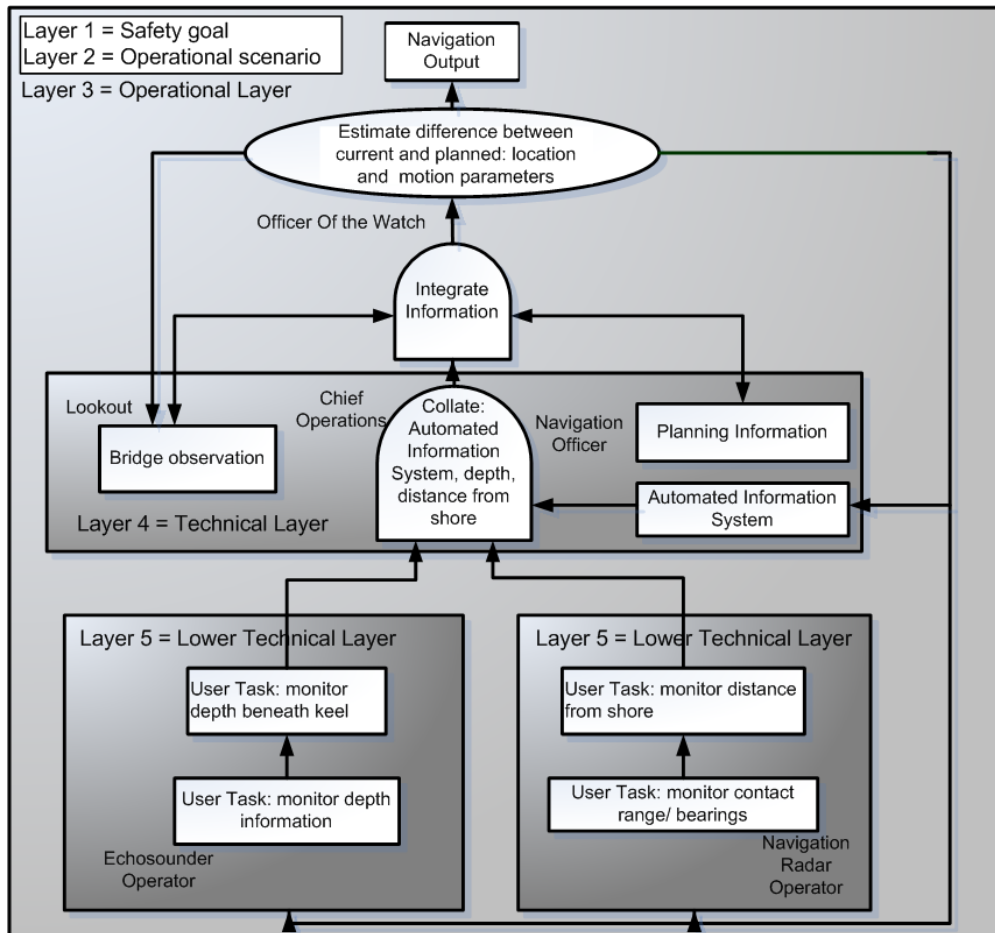 Layer 1 = Safety goal
Layer 2 = Operational scenario
Layer 3 = Operational Layer
Navigation
Output
Estimate difference between
current and planned: location
and motion parameters
Officer Of the Watch
Integrate
Information
Lookout
Bridge observation
Chief
Operations
Collate:
Automated
Information
System, depth,
distance from
shore
Navigation
Officer
Planning Information
Automated Information
System
Layer 4 = Technical Layer
Layer 5 = Lower Technical Layer
User Task: monitor
depth beneath keel
User Task: monitor depth
information
Echosounder
Operator
Layer 5 = Lower Technical Layer
User Task: monitor distance
from shore
User Task: monitor contact
range/ bearings
Navigation
Radar
Operator